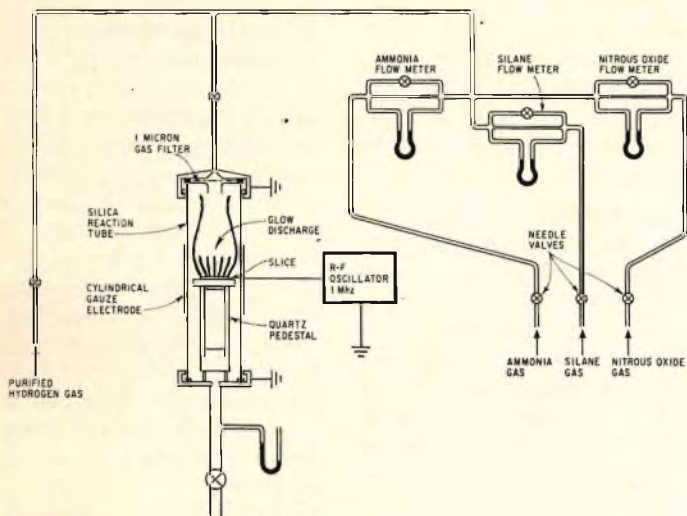 AMMONIA
FLOW METER
SILANE
FLOW METER
NITROUS OXIDE
FLOW METER
1 MICRON
GAS FILTER
SILICA
REACTION
TUBE
GLOW
DISCHARGE
SLICE
CYLINDRICAL
GAUZE
ELECTRODE
R-F
OSCILLATOR
1 Mhz
QUARTZ
PEDESTAL
NEEDLE
VALVES
PURIFIED
HYDROGEN GAS
AMMONIA
GAS
SILANE
GAS
NITROUS OXIDE
GAS